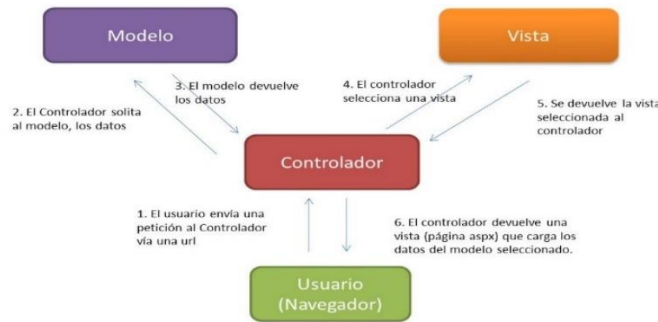 Modelo
Vista
3. El modelo devuelve
los datos
4. El controlador
selecciona una vista
2. El Controlador solita
al modelo, los datos
5. Se devuelve la vista
seleccionada al
controlador
Controlador
1. El usuario envía una
petición al Controlador
vía una url
6. El controlador devuelve una
vista (página aspx) que carga los
datos del modelo seleccionado.
Usuario
(Navegador)